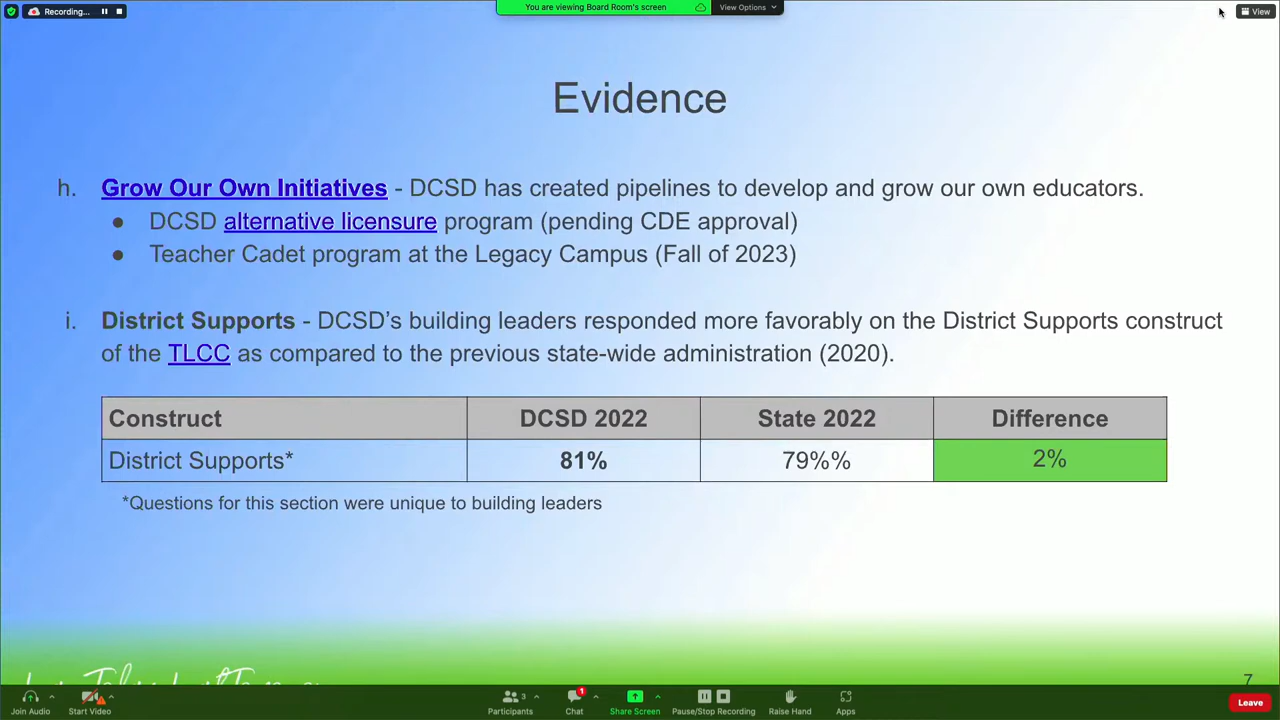 Recording...
You are viewing Board Room's screen
View Options
View
Evidence
h. Grow Our Own Initiatives - DCSD has created pipelines to develop and grow our own educators.
● DCSD alternative licensure program (pending CDE approval)
● Teacher Cadet program at the Legacy Campus (Fall of 2023)
i. District Supports - DCSD's building leaders responded more favorably on the District Supports construct
of the TLCC as compared to the previous state-wide administration (2020).
Construct DCSD 2022 State 2022 Difference
District Supports* 81% 79%% 2%
*Questions for this section were unique to building leaders
7
3
1
Join Audio Start Video Participants Chat Share Screen Pause/Stop Recording Raise Hand Apps Leave